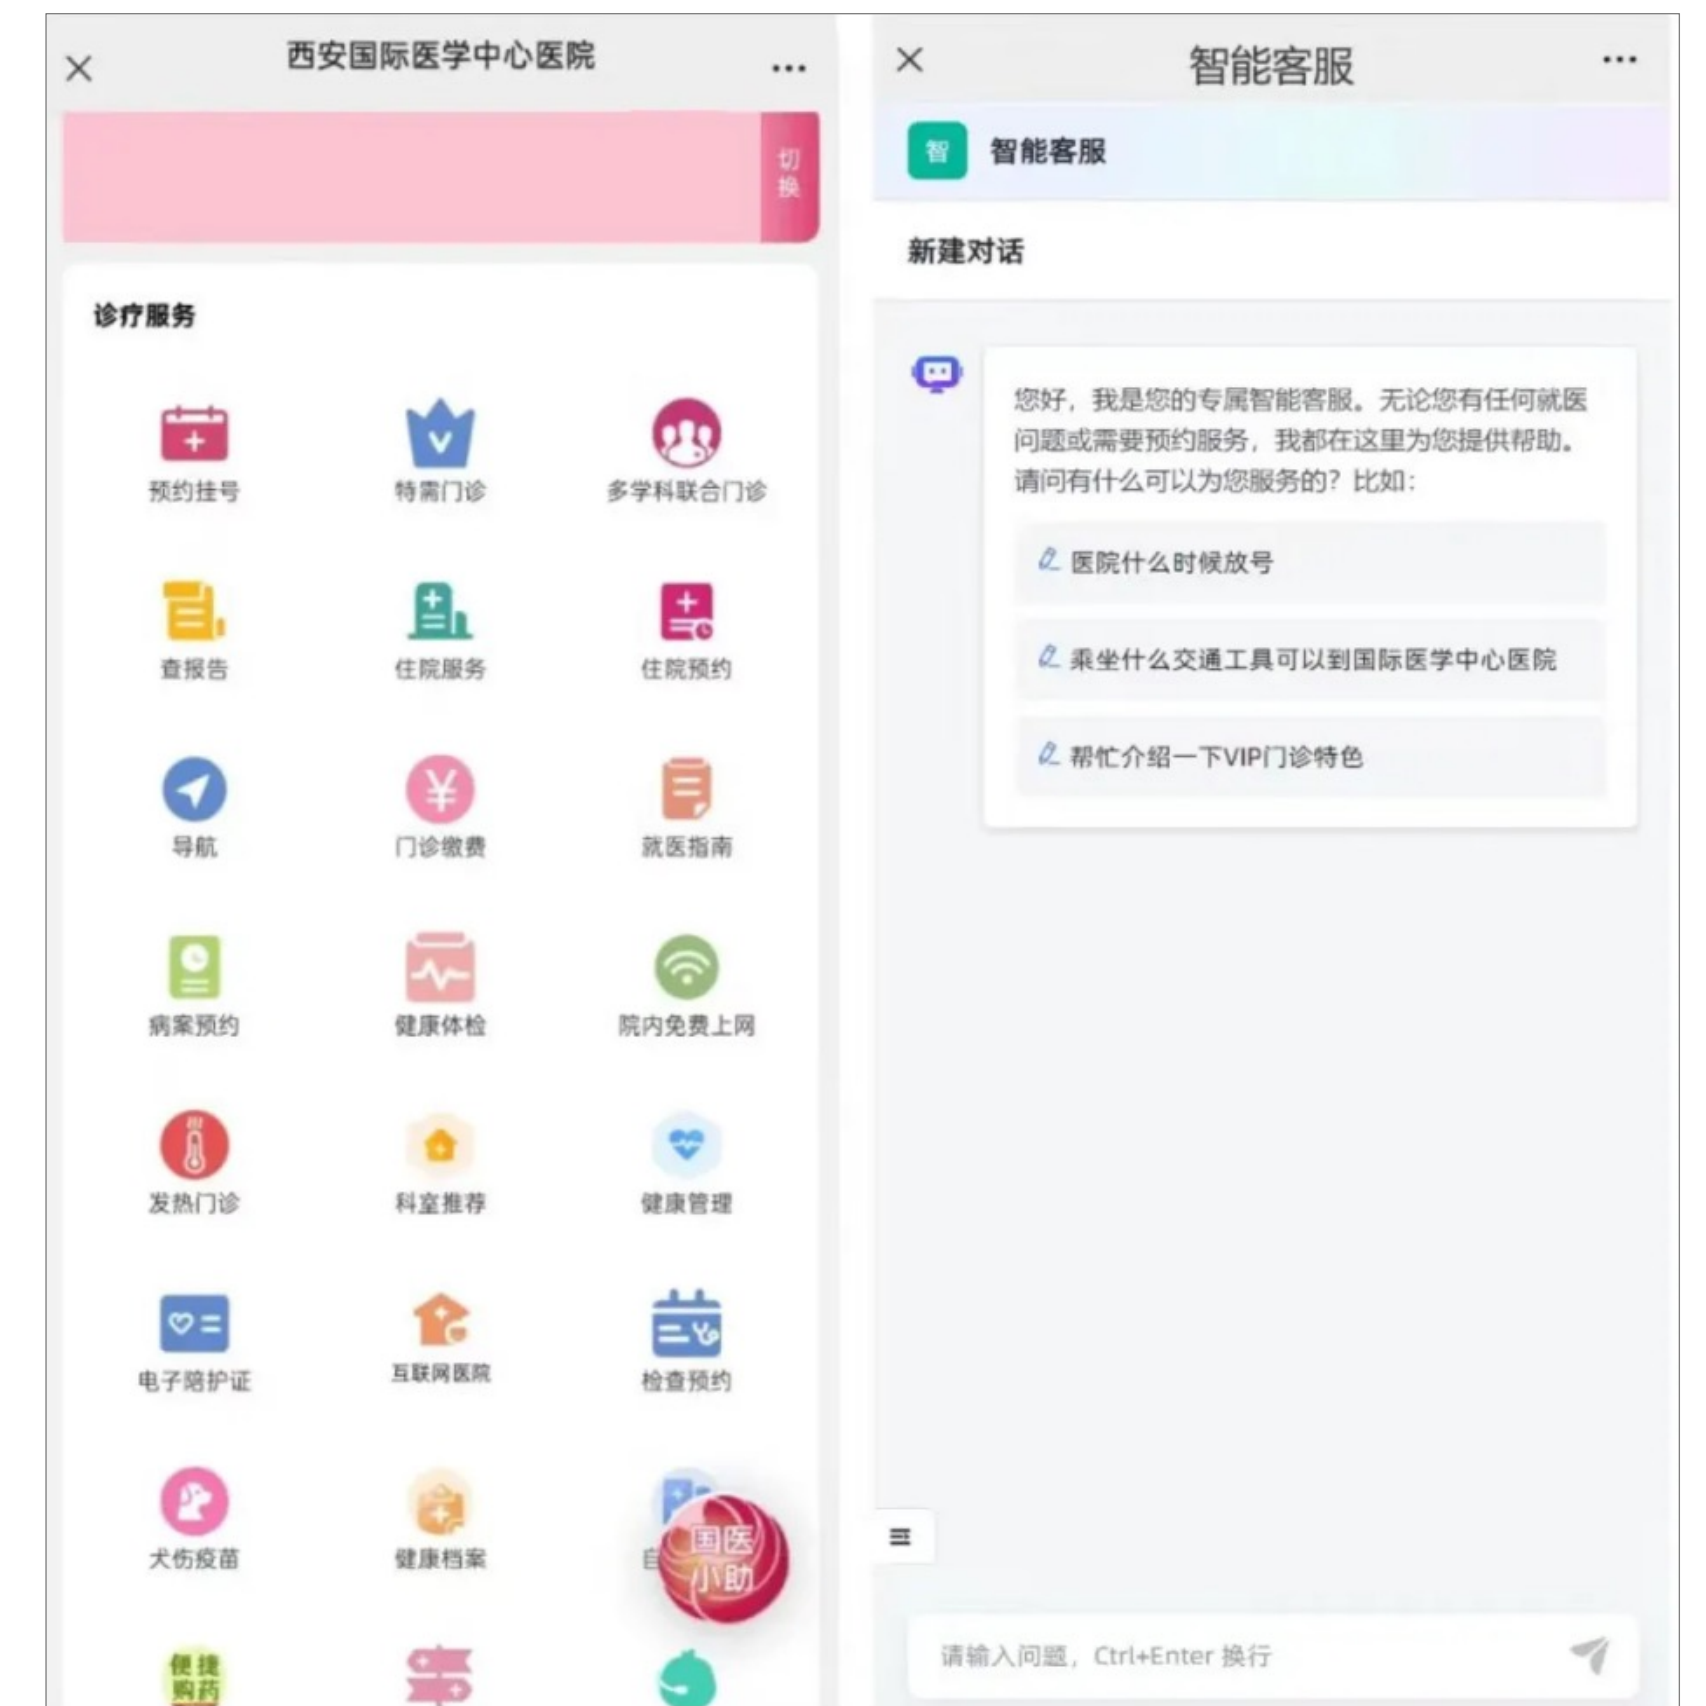 西安国际医学中心医院
切
换
诊疗服务
预约挂号
特需门诊
多学科联合门诊
查报告
住院服务
住院预约
导航
门诊缴费
就医指南
病案预约
健康体检
院内免费上网
发热门诊
科室推荐
健康管理
电子陪护证
互联网医院
检查预约
犬伤疫苗
健康档案
自
国医
小助
便捷
购药
智能客服
智
智能客服
新建对话
您好，我是您的专属智能客服。无论您有任何就医
问题或需要预约服务，我都在这里为您提供帮助。
请问有什么可以为您服务的？比如：
医院什么时候放号
乘坐什么交通工具可以到国际医学中心医院
帮忙介绍一下VIP门诊特色
请输入问题，Ctrl+Enter 换行